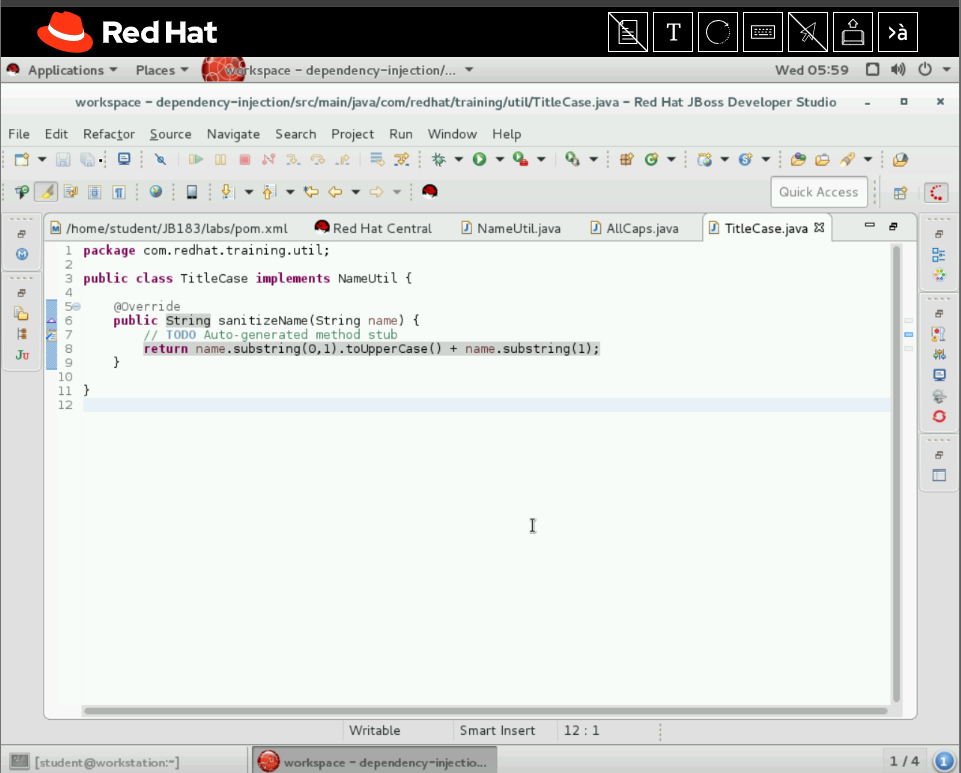 Red Hat
T
>à
Applications Places workspace – dependency-injection/... Wed 05:59
workspace – dependency-injection/src/main/java/com/redhat/training/util/TitleCase.java – Red Hat JBoss Developer Studio
File Edit Refactor Source Navigate Search Project Run Window Help
Quick Access
/home/student/JB183/labs/pom.xml Red Hat Central NameUtil.java AllCaps.java TitleCase.java
1 package com.redhat.training.util;
2
3 public class TitleCase implements NameUtil {
4
5 @Override
6 public String sanitizeName(String name) {
7 // TODO Auto-generated method stub
8 return name.substring(0,1).toUpperCase() + name.substring(1);
9 }
10
11 }
12
Ju
Writable Smart Insert 12 : 1
[student@workstation:~] workspace – dependency-injectio... 1 / 4 1